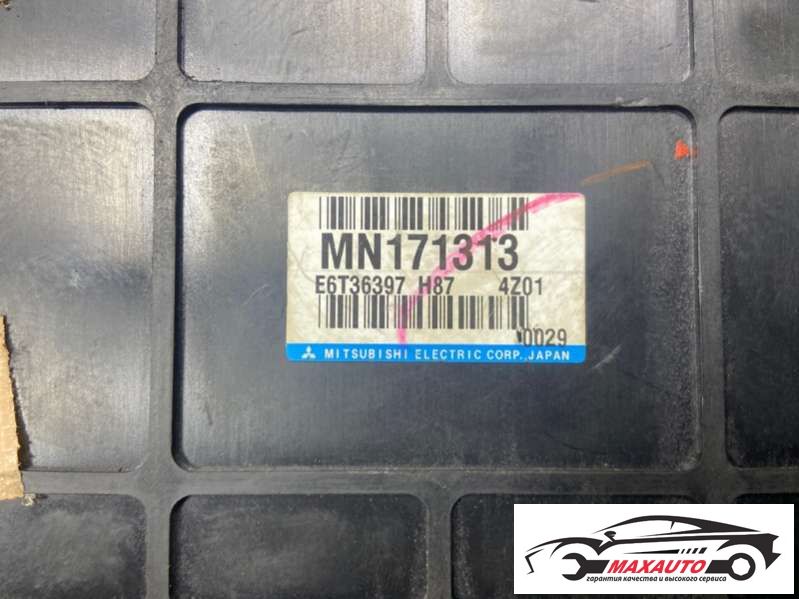 MN171313
E6T36397 H87 4Z01
0029
MITSUBISHI ELECTRIC CORP., JAPAN
MAXAUTO
гарантия качества и высокого сервиса